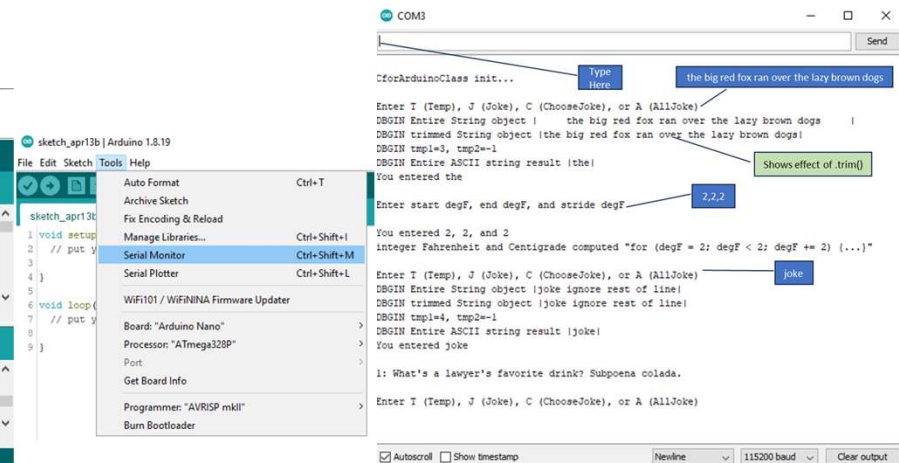 sketch_apr13b | Arduino 1.8.19
File Edit Sketch Tools Help
sketch_apr13b
1 void setup
2 // put y
3
4 }
5
6 void loop(
7 // put y
8
9 }
Auto Format Ctrl+T
Archive Sketch
Fix Encoding & Reload
Manage Libraries... Ctrl+Shift+I
Serial Monitor Ctrl+Shift+M
Serial Plotter Ctrl+Shift+L
WiFi101 / WiFiNINA Firmware Updater
Board: "Arduino Nano"
Processor: "ATmega328P"
Port
Get Board Info
Programmer: "AVRISP mkII"
Burn Bootloader
COM3
Send
Type
Here
the big red fox ran over the lazy brown dogs
CforArduinoClass init...
Enter T (Temp), J (Joke), C (ChooseJoke), or A (AllJoke)
DBGIN Entire String object |     the big red fox ran over the lazy brown dogs     |
DBGIN trimmed String object |the big red fox ran over the lazy brown dogs|
DBGIN tmp1=3, tmp2=-1
DBGIN Entire ASCII string result |the|
You entered the
Shows effect of .trim()
Enter start degF, end degF, and stride degF
2,2,2
You entered 2, 2, and 2
integer Fahrenheit and Centigrade computed "for (degF = 2; degF < 2; degF += 2) {...}"
Enter T (Temp), J (Joke), C (ChooseJoke), or A (AllJoke)
joke
DBGIN Entire String object |joke ignore rest of line|
DBGIN trimmed String object |joke ignore rest of line|
DBGIN tmp1=4, tmp2=-1
DBGIN Entire ASCII string result |joke|
You entered joke
1: What's a lawyer's favorite drink? Subpoena colada.
Enter T (Temp), J (Joke), C (ChooseJoke), or A (AllJoke)
Autoscroll Show timestamp Newline 115200 baud Clear output